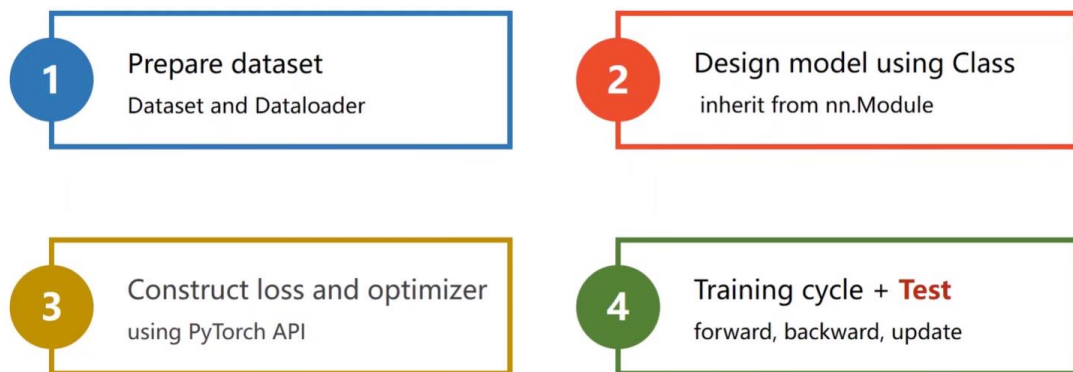 1
Prepare dataset
Dataset and Dataloader
2
Design model using Class
inherit from nn.Module
3
Construct loss and optimizer
using PyTorch API
4
Training cycle + Test
forward, backward, update